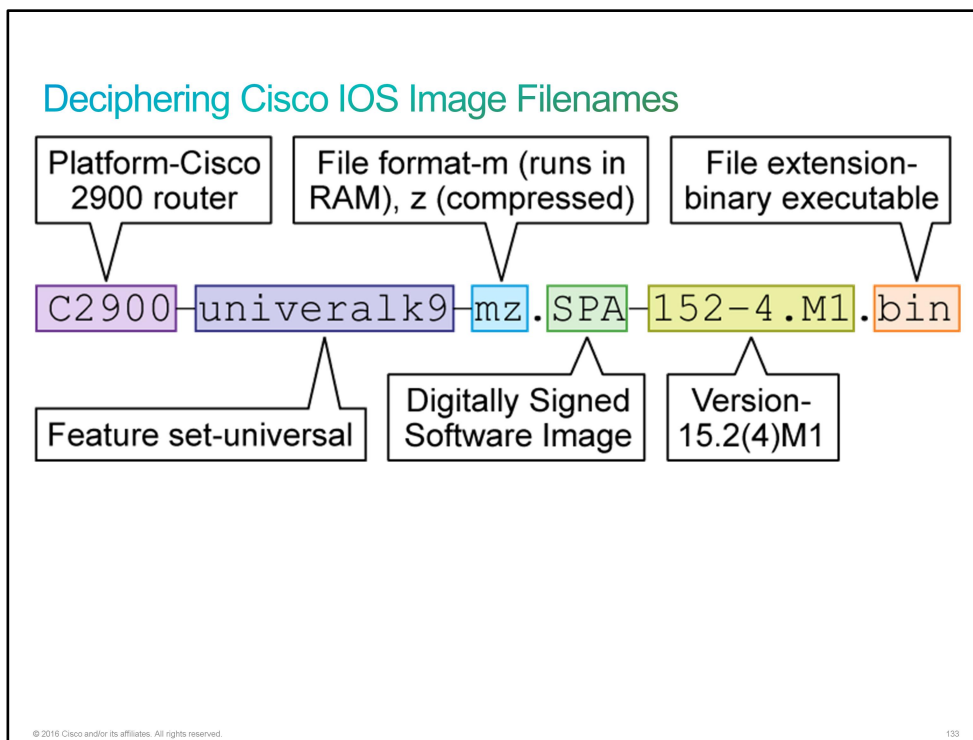 Deciphering Cisco IOS Image Filenames
Platform-Cisco
2900 router
File format-m (runs in
RAM), z (compressed)
File extension-
binary executable
C2900-univeralk9-mz.SPA-152-4.M1.bin
Feature set-universal
Digitally Signed
Software Image
Version-
15.2(4)M1
© 2016 Cisco and/or its affiliates. All rights reserved.
133